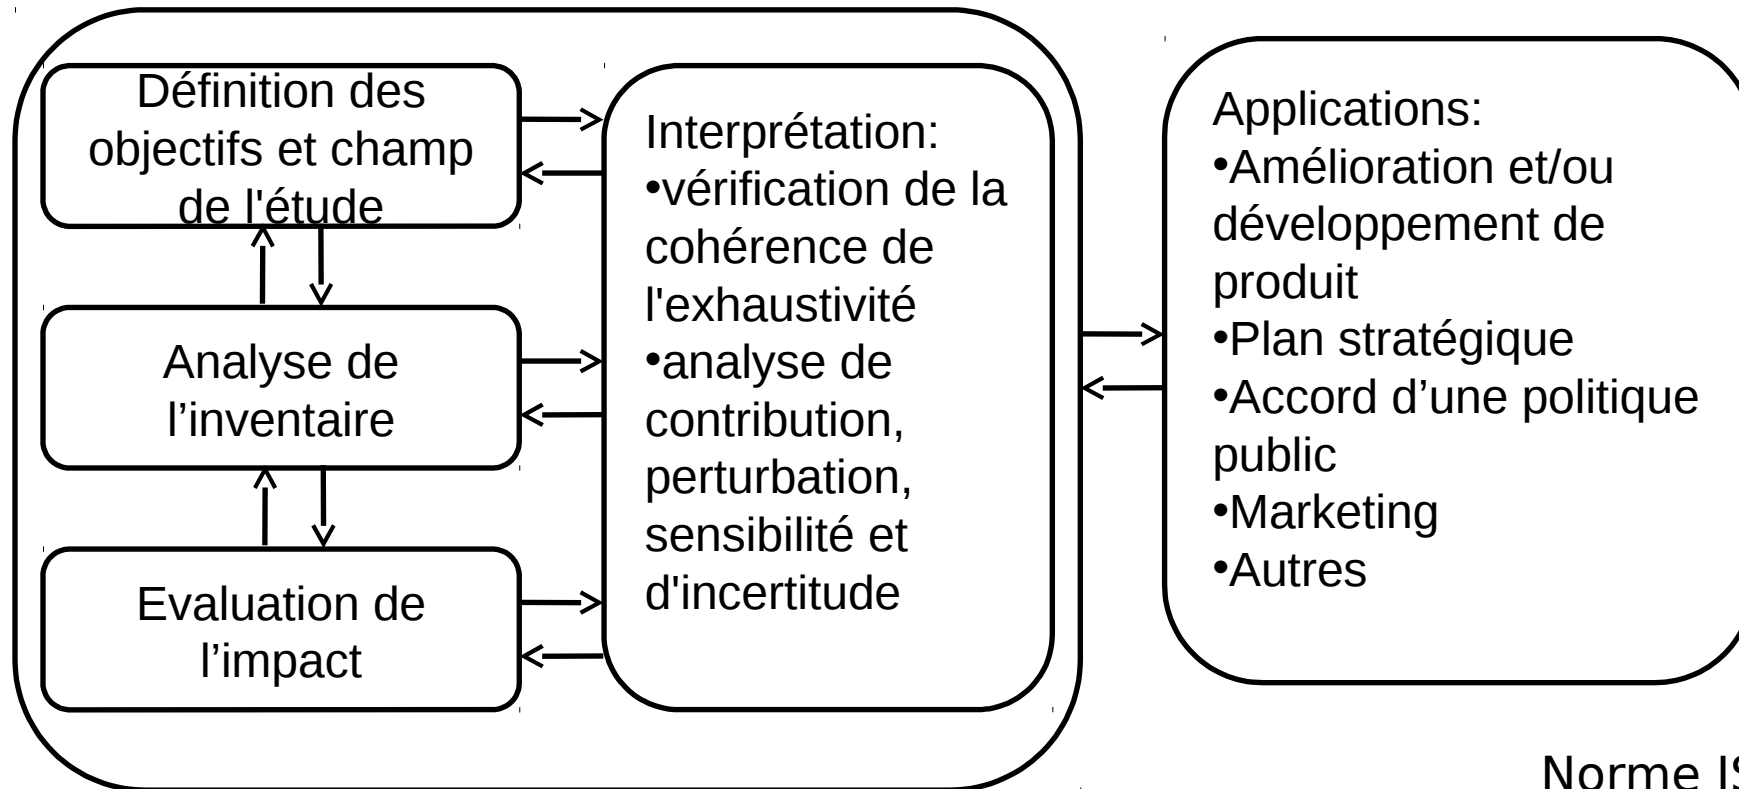 Définition des
objectifs et champ
de l'étude
Analyse de
l’inventaire
Evaluation de
l’impact
Interprétation:
•vérification de la
cohérence de
l'exhaustivité
•analyse de
contribution,
perturbation,
sensibilité et
d'incertitude
Applications:
•Amélioration et/ou
développement de
produit
•Plan stratégique
•Accord d’une politique
public
•Marketing
•Autres
Norme